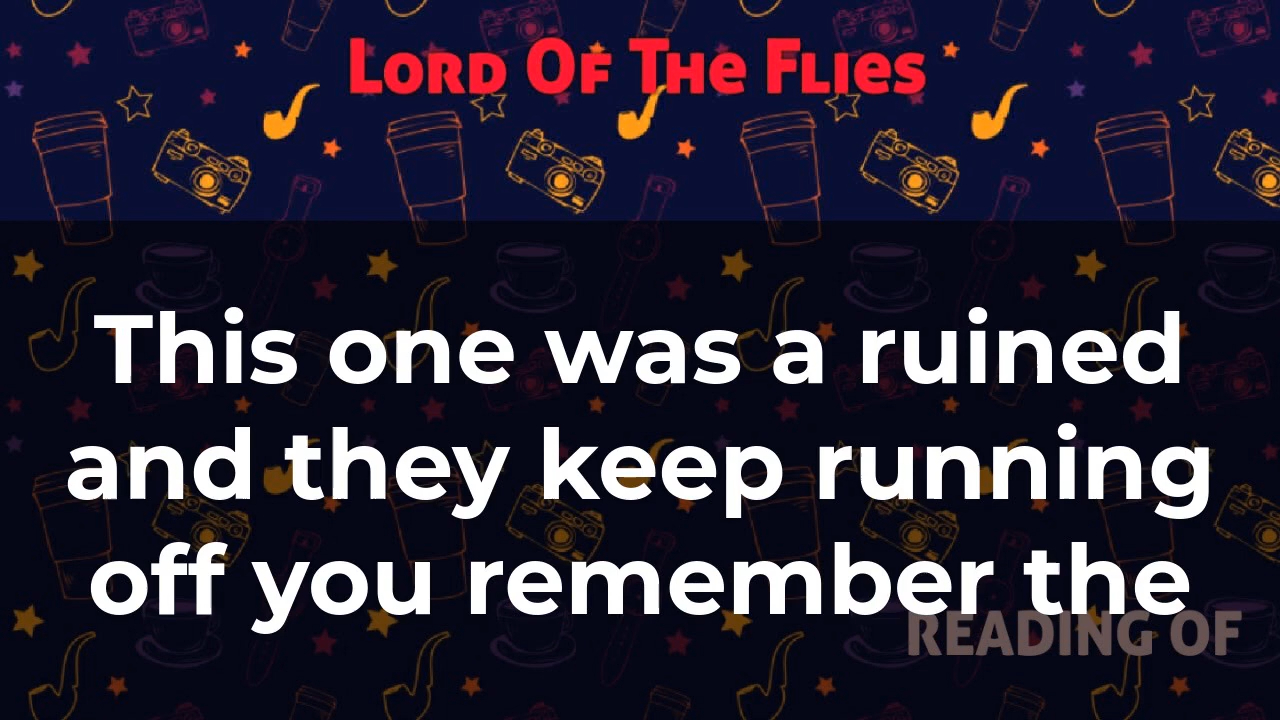 Lord Of The Flies
This one was a ruined
and they keep running
off you remember the
READING OF